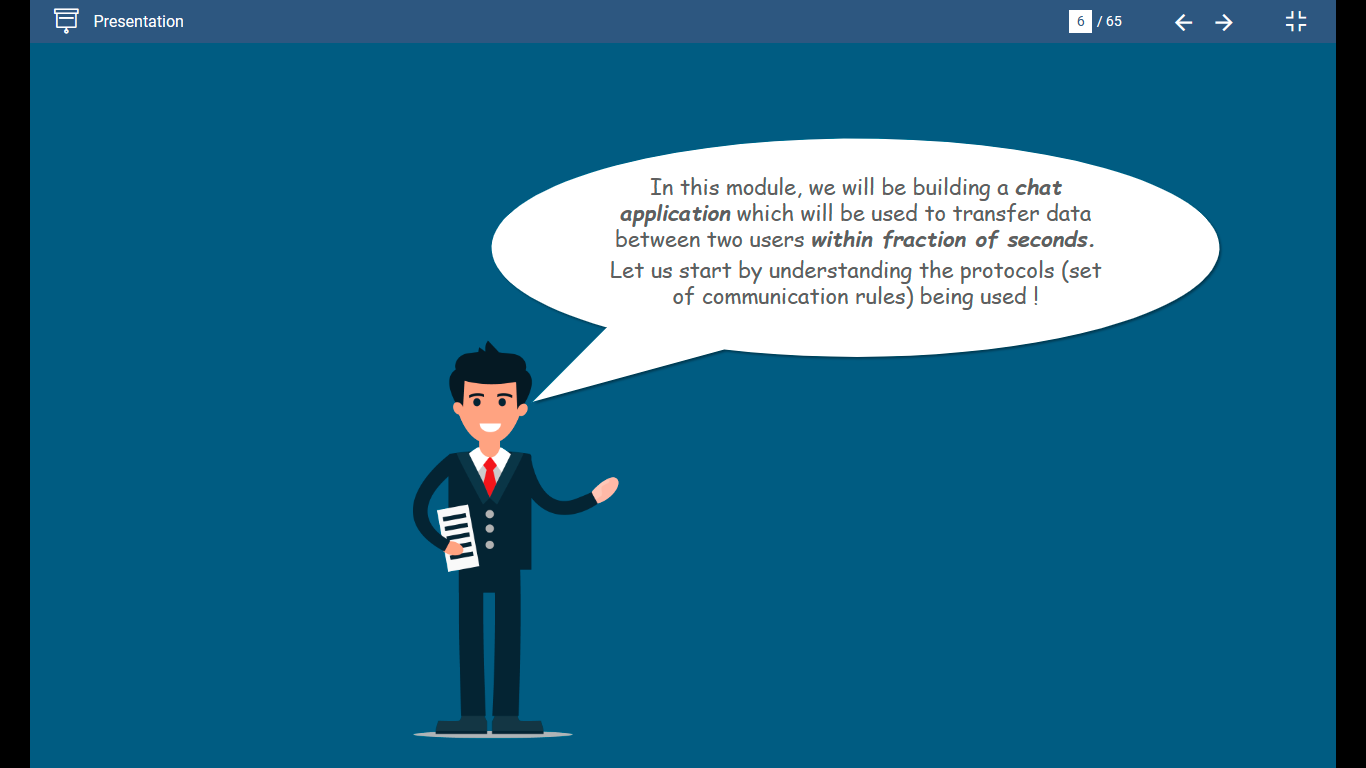 Presentation
6 / 65
In this module, we will be building a chat
application which will be used to transfer data
between two users within fraction of seconds.
Let us start by understanding the protocols (set
of communication rules) being used !